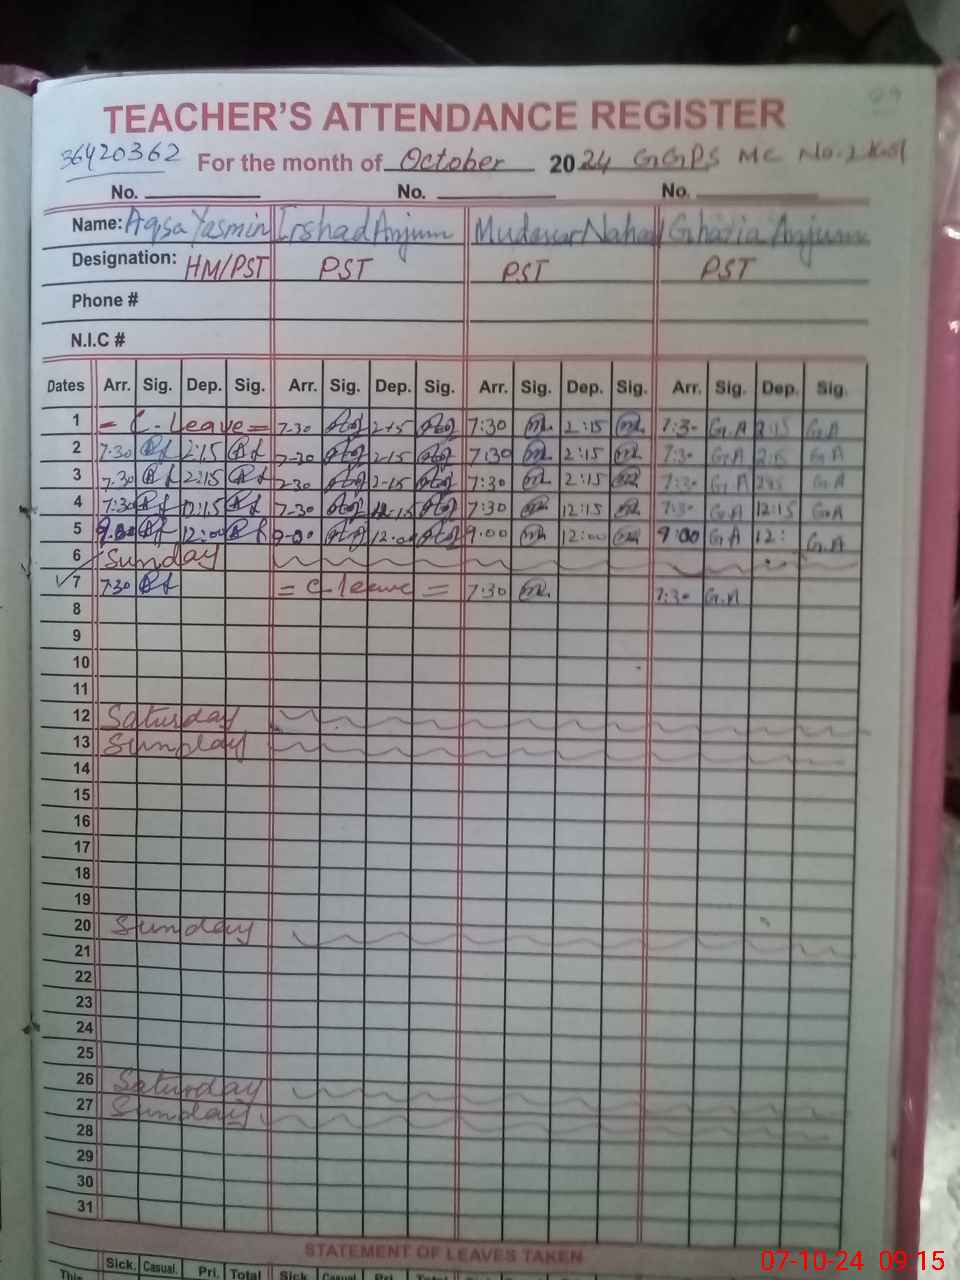 TEACHER'S ATTENDANCE REGISTER
36420362 For the month of October 2024 GGPS MC No.2
No. No. No.
Name: Aqsa Yasmin Irshad Anjum Mudasar Naha Ghazia Anjum
Designation: HM/PST PST PST PST
Phone #
N.I.C #
Dates Arr. Sig. Dep. Sig. Arr. Sig. Dep. Sig. Arr. Sig. Dep. Sig. Arr. Sig. Dep. Sig.
1 = C. Leave = 7-30 2-15 7:30 2:15 7:30 G.A 2:15 G.A
2 7:30 2:15 7-30 2-15 7:30 2:15 7:30 G.A G.A
3 7.30 2:15 7-30 2-15 7:30 2:15 7:30 G.A G.A
4 7:30 12:15 7-30 12-15 7:30 12:15 7:30 G.A 12:15 G.A
5 9.00 12:00 9-00 12.00 9.00 12:00 9:00 G.A 12: G.A
6 Sunday
7 7:30 = C. leave = 7:30 7:30 G.A
8
9
10
11
12 Saturday
13 Sunday
14
15
16
17
18
19
20 Sunday
21
22
23
24
25
26 Saturday
27 Sunday
28
29
30
31
STATEMENT OF LEAVES TAKEN
This Sick. Casual. Pri. Total Sick. Casual Pri. Total Sick. Casual
07-10-24 09:15